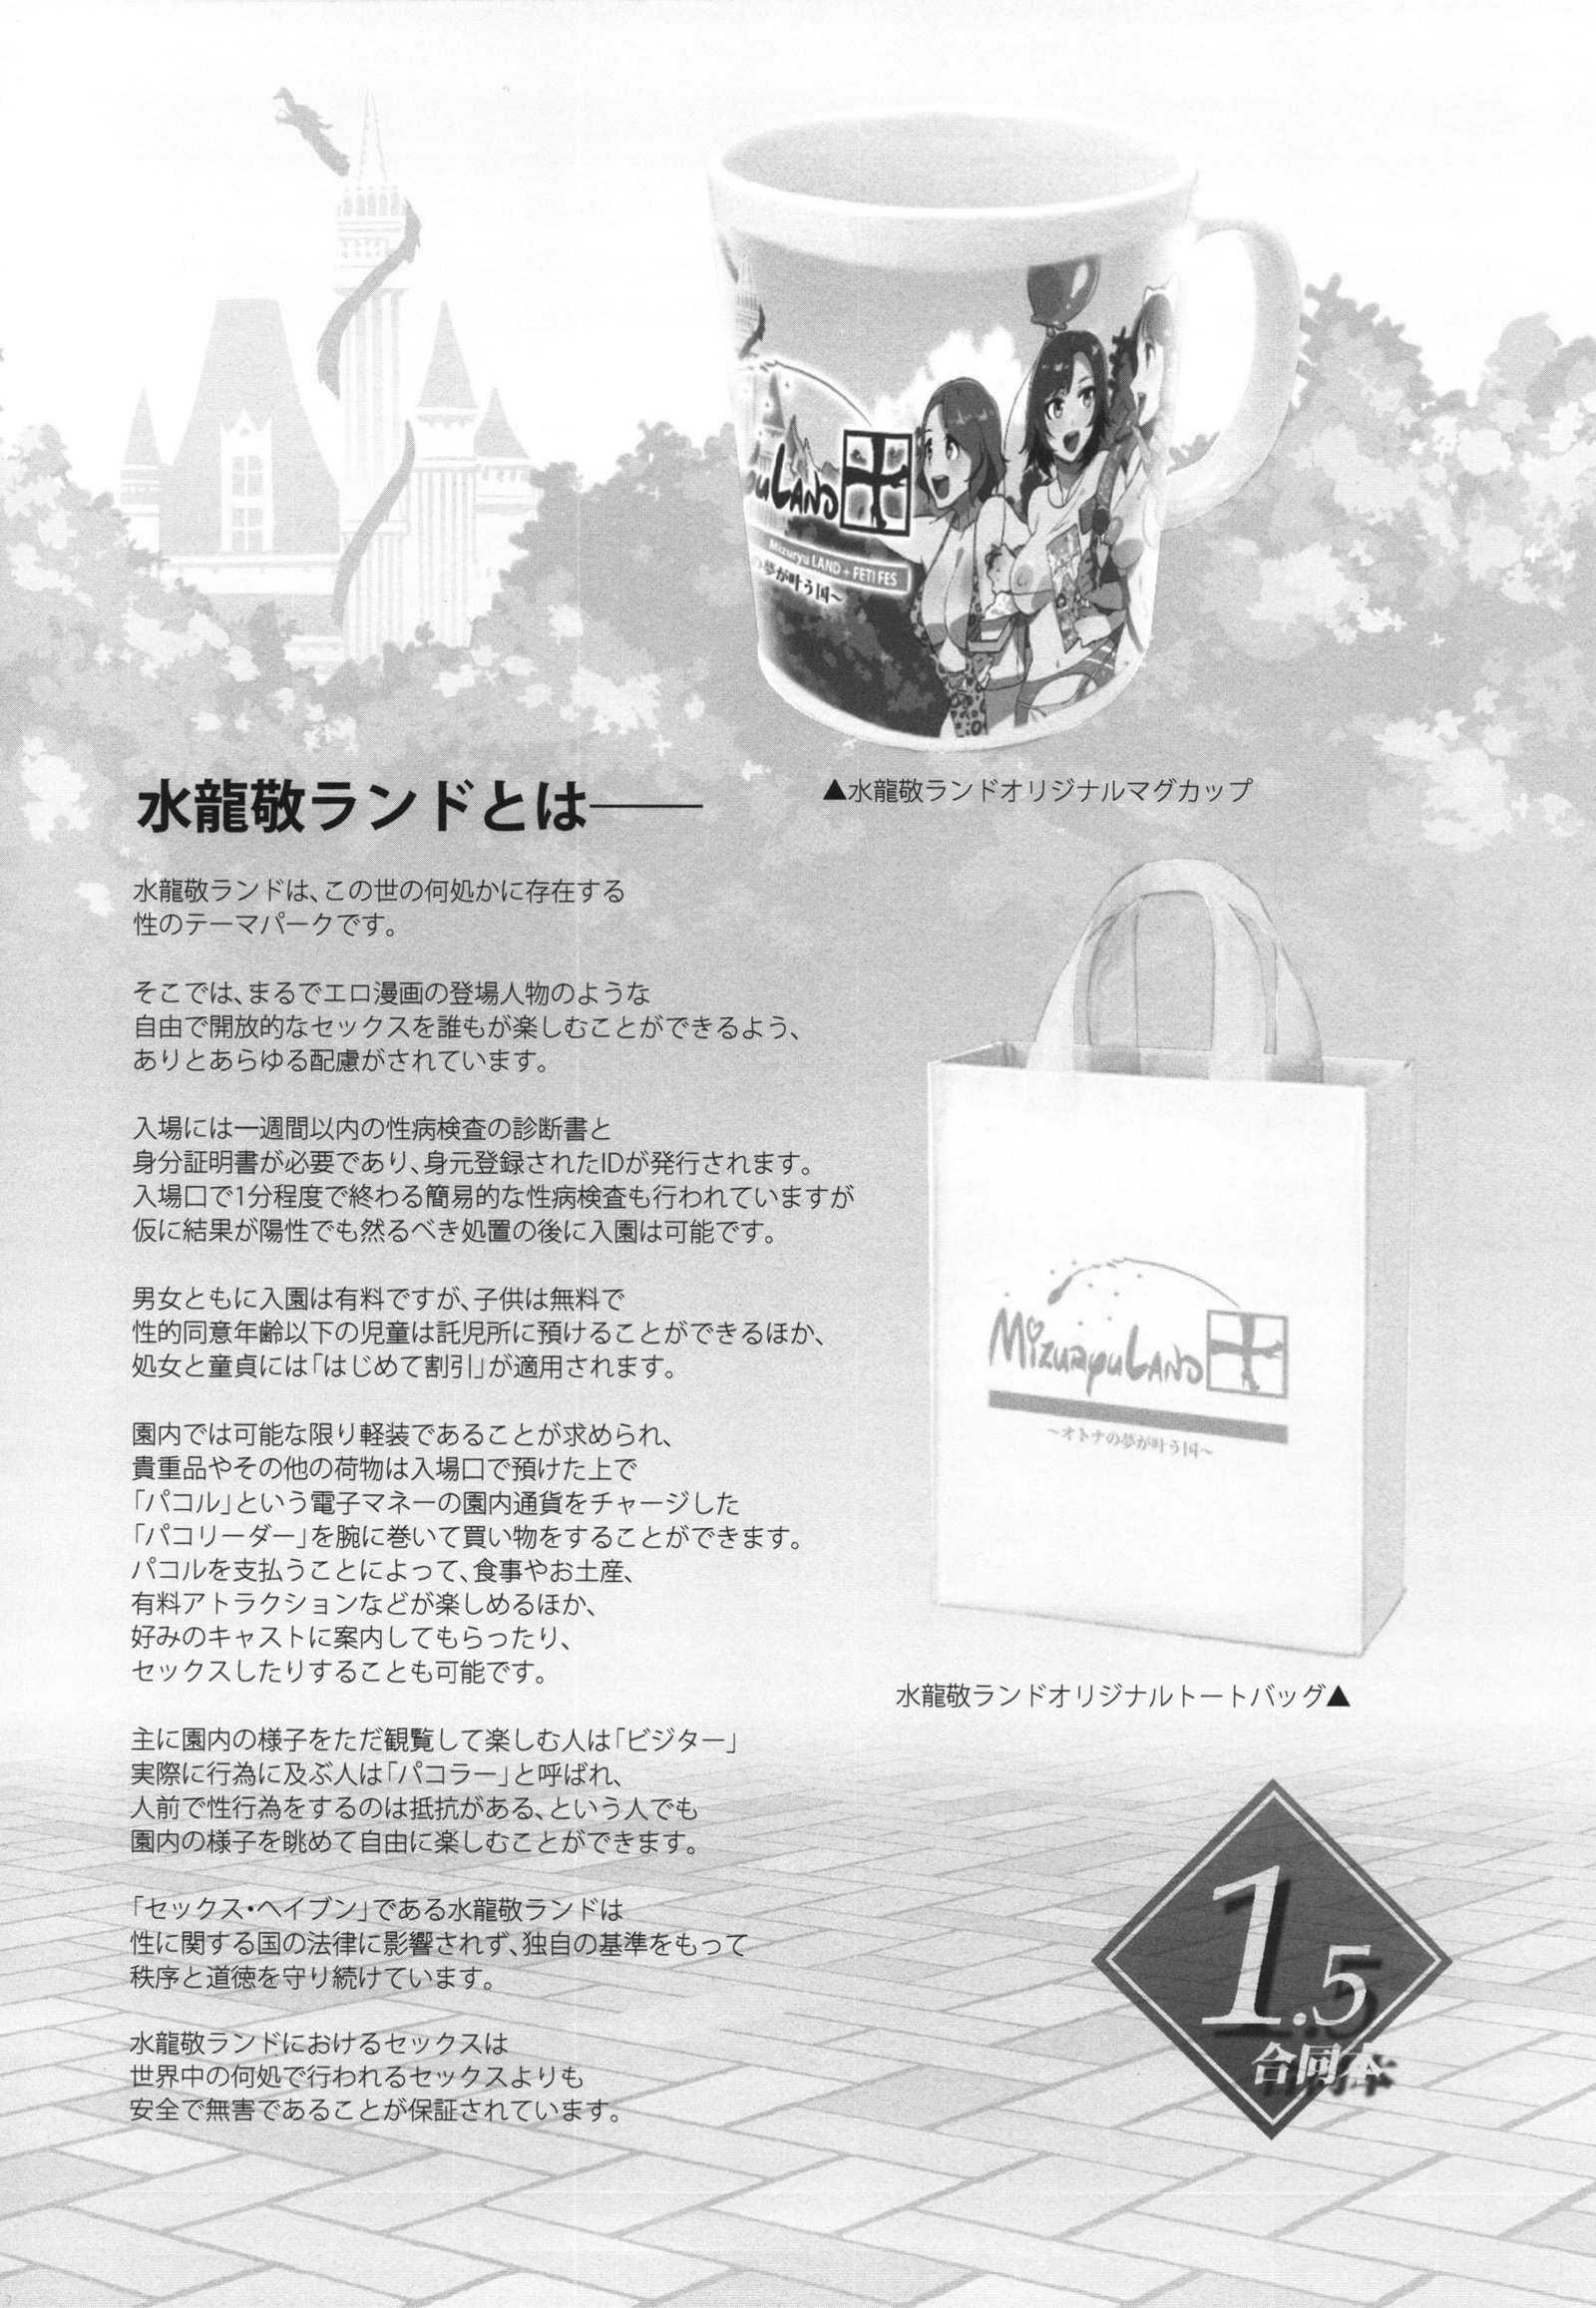 Mizuryu LAND
Mizuryu LAND + FETI FES
の夢が叶う国～
▲水龍敬ランドオリジナルマグカップ
水龍敬ランドとは――
水龍敬ランドは、この世の何処かに存在する
性のテーマパークです。
そこでは、まるでエロ漫画の登場人物のような
自由で開放的なセックスを誰もが楽しむことができるよう、
ありとあらゆる配慮がされています。
入場には一週間以内の性病検査の診断書と
身分証明書が必要であり、身元登録されたIDが発行されます。
入場口で1分程度で終わる簡易的な性病検査も行われていますが
仮に結果が陽性でも然るべき処置の後に入園は可能です。
男女ともに入園は有料ですが、子供は無料で
性的同意年齢以下の児童は託児所に預けることができるほか、
処女と童貞には「はじめて割引」が適用されます。
園内では可能な限り軽装であることが求められ、
貴重品やその他の荷物は入場口で預けた上で
「パコル」という電子マネーの園内通貨をチャージした
「パコリーダー」を腕に巻いて買い物をすることができます。
パコルを支払うことによって、食事やお土産、
有料アトラクションなどが楽しめるほか、
好みのキャストに案内してもらったり、
セックスしたりすることも可能です。
主に園内の様子をただ観覧して楽しむ人は「ビジター」
実際に行為に及ぶ人は「パコラー」と呼ばれ、
人前で性行為をするのは抵抗がある、という人でも
園内の様子を眺めて自由に楽しむことができます。
「セックス・ヘイブン」である水龍敬ランドは
性に関する国の法律に影響されず、独自の基準をもって
秩序と道徳を守り続けています。
水龍敬ランドにおけるセックスは
世界中の何処で行われるセックスよりも
安全で無害であることが保証されています。
MizuRyu LAND
～オトナの夢が叶う国～
水龍敬ランドオリジナルトートバッグ▲
1.5
合同本